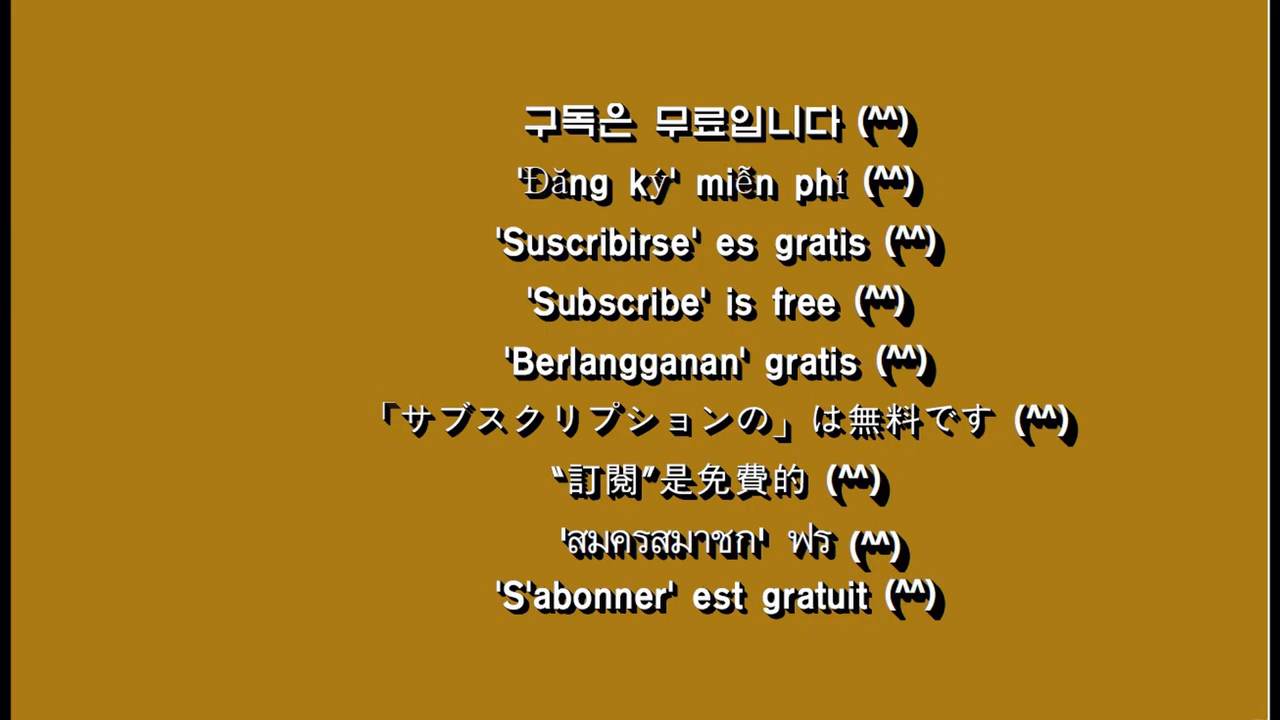 구독은 무료입니다 (^^)
'Đăng ký' miễn phí (^^)
'Suscribirse' es gratis (^^)
'Subscribe' is free (^^)
'Berlangganan' gratis (^^)
「サブスクリプションの」は無料です (^^)
“訂閱”是免費的 (^^)
'สมครสมาชก' ฟร (^^)
'S'abonner' est gratuit (^^)